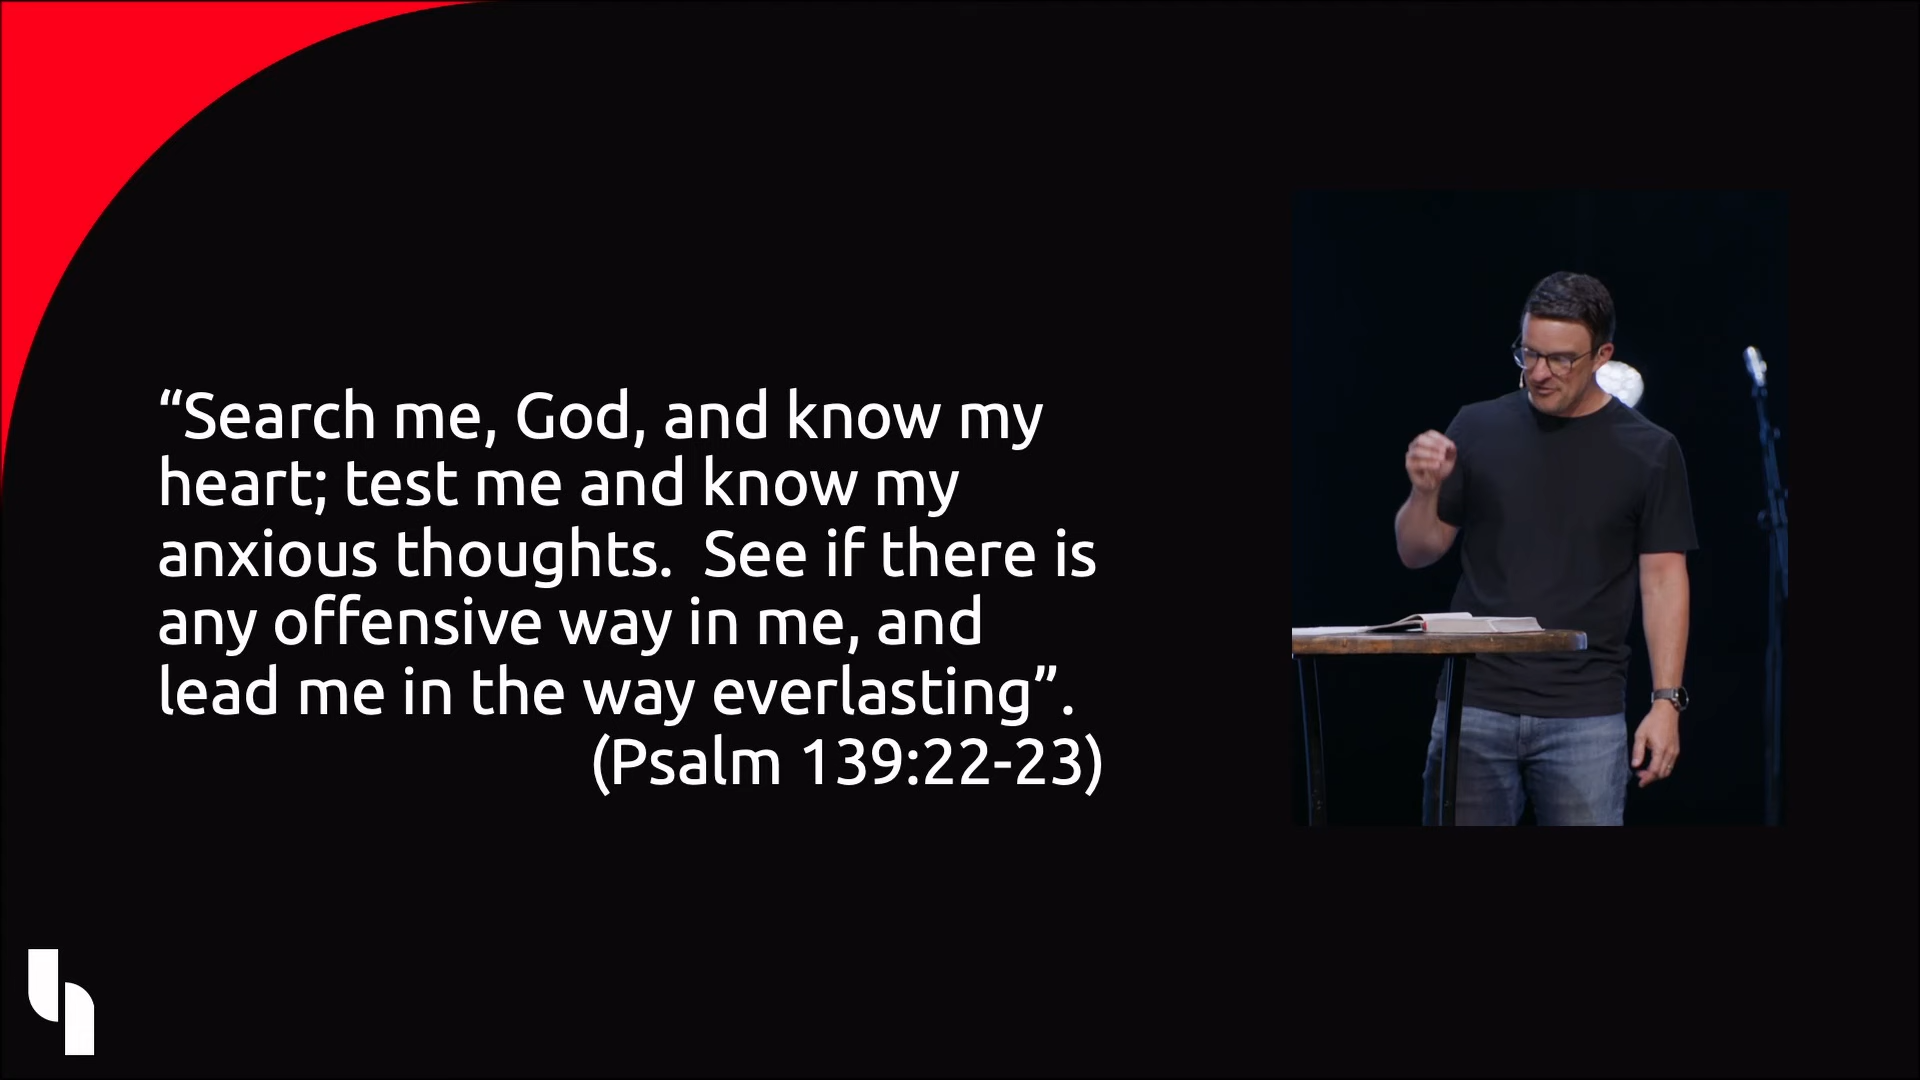 “Search me, God, and know my
heart; test me and know my
anxious thoughts.  See if there is
any offensive way in me, and
lead me in the way everlasting”.
(Psalm 139:22-23)